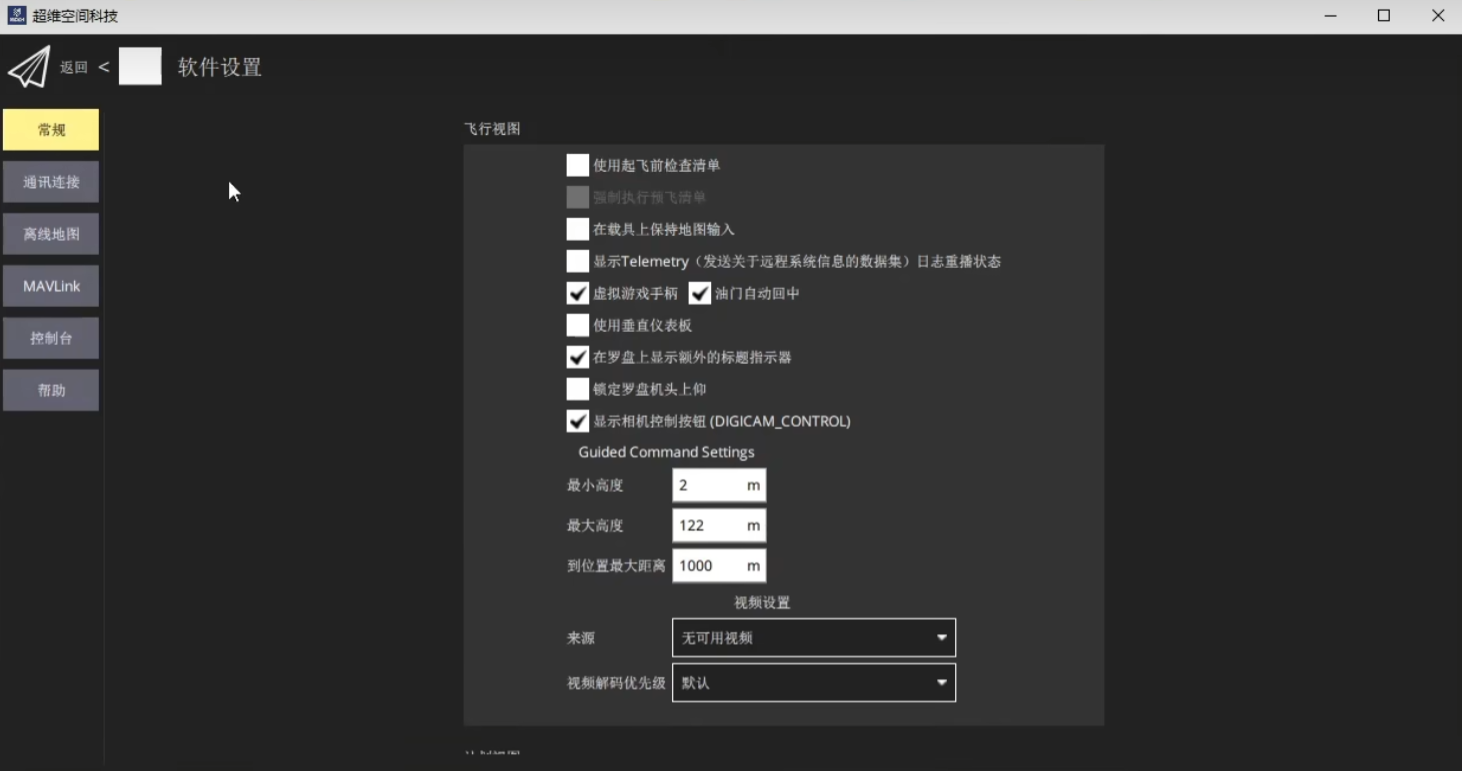 超维空间科技
返回 < 软件设置
常规
通讯连接
离线地图
MAVLink
控制台
帮助
飞行视图
使用起飞前检查清单
强制执行预飞清单
在载具上保持地图输入
显示Telemetry（发送关于远程系统信息的数据集）日志重播状态
虚拟游戏手柄 油门自动回中
使用垂直仪表板
在罗盘上显示额外的标题指示器
锁定罗盘机头上仰
显示相机控制按钮 (DIGICAM_CONTROL)
Guided Command Settings
最小高度 2 m
最大高度 122 m
到位置最大距离 1000 m
视频设置
来源 无可用视频
视频解码优先级 默认